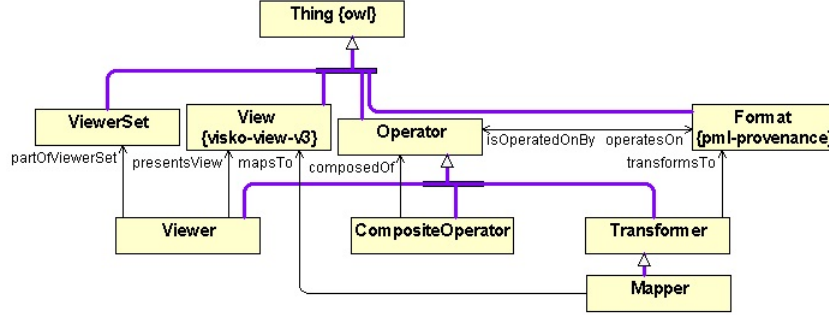 Thing {owl}
ViewerSet
View
{visko-view-v3}
Operator
Format
{pml-provenance}
isOperatedOnBy
operatesOn
partOfViewerSet
presentsView
mapsTo
composedOf
transformsTo
Viewer
CompositeOperator
Transformer
Mapper